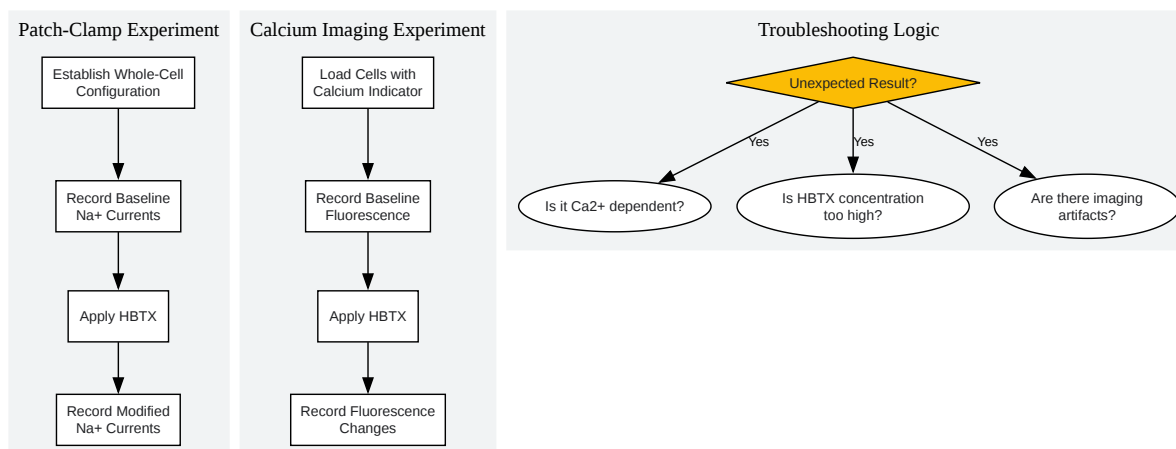 Patch-Clamp Experiment
Establish Whole-Cell
Configuration
Record Baseline
Na+ Currents
Apply HBTX
Record Modified
Na+ Currents
Calcium Imaging Experiment
Load Cells with
Calcium Indicator
Record Baseline
Fluorescence
Apply HBTX
Record Fluorescence
Changes
Troubleshooting Logic
Unexpected Result?
Yes
Yes
Yes
Is it Ca2+ dependent?
Is HBTX concentration
too high?
Are there imaging
artifacts?